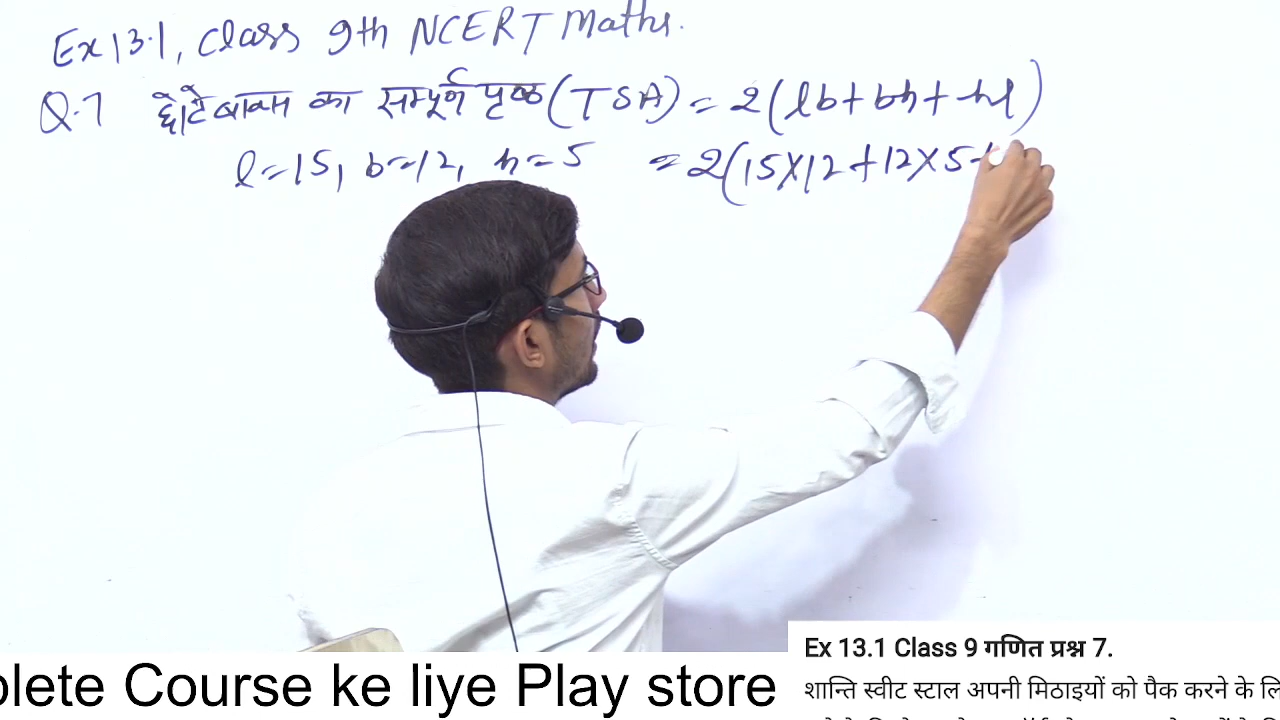 Ex 13.1, Class 9th NCERT Maths.
Q.7 छोटे बाक्स का सम्पूर्ण पृष्ठ (TSA) = 2(lb+bh+hl)
l=15, b=12, h=5 = 2(15×12+12×5+
Ex 13.1 Class 9 गणित प्रश्न 7.
plete Course ke liye Play store
शान्ति स्वीट स्टाल अपनी मिठाइयों को पैक करने के लि